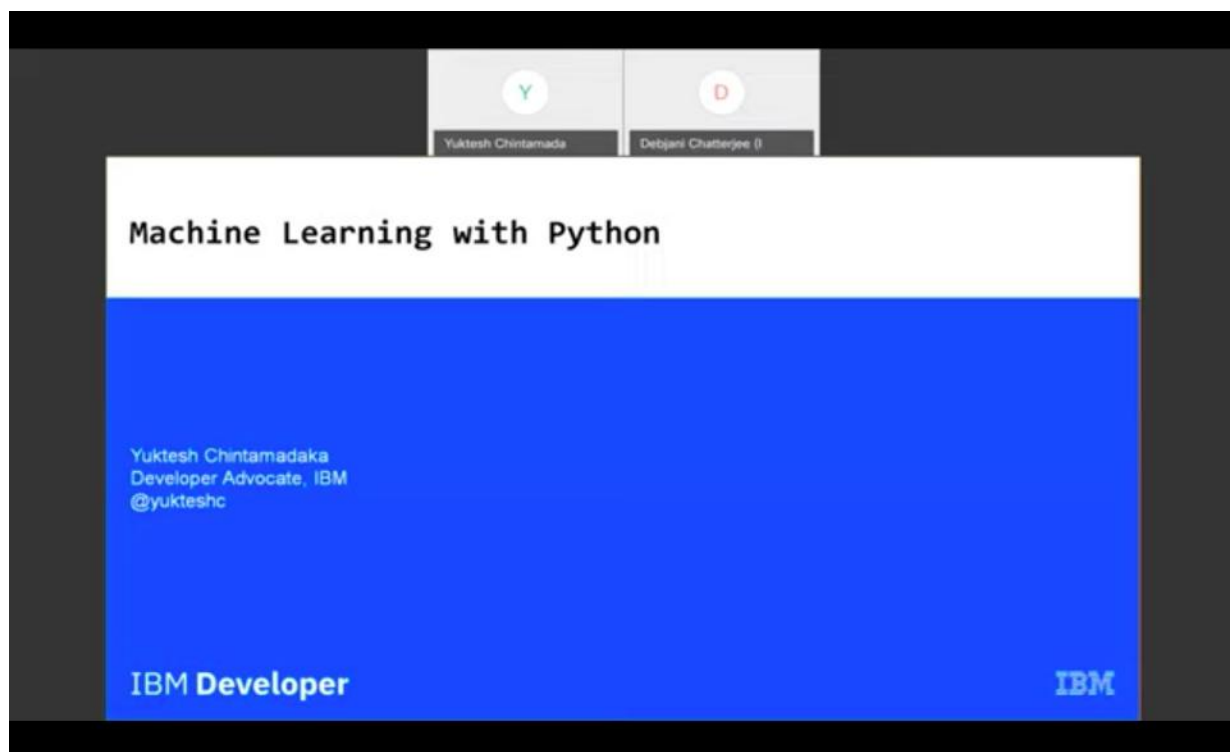 Y
D
Yuktesh Chintamada
Debjani Chatterjee (I
Machine Learning with Python
Yuktesh Chintamadaka
Developer Advocate, IBM
@yukteshc
IBM Developer
IBM